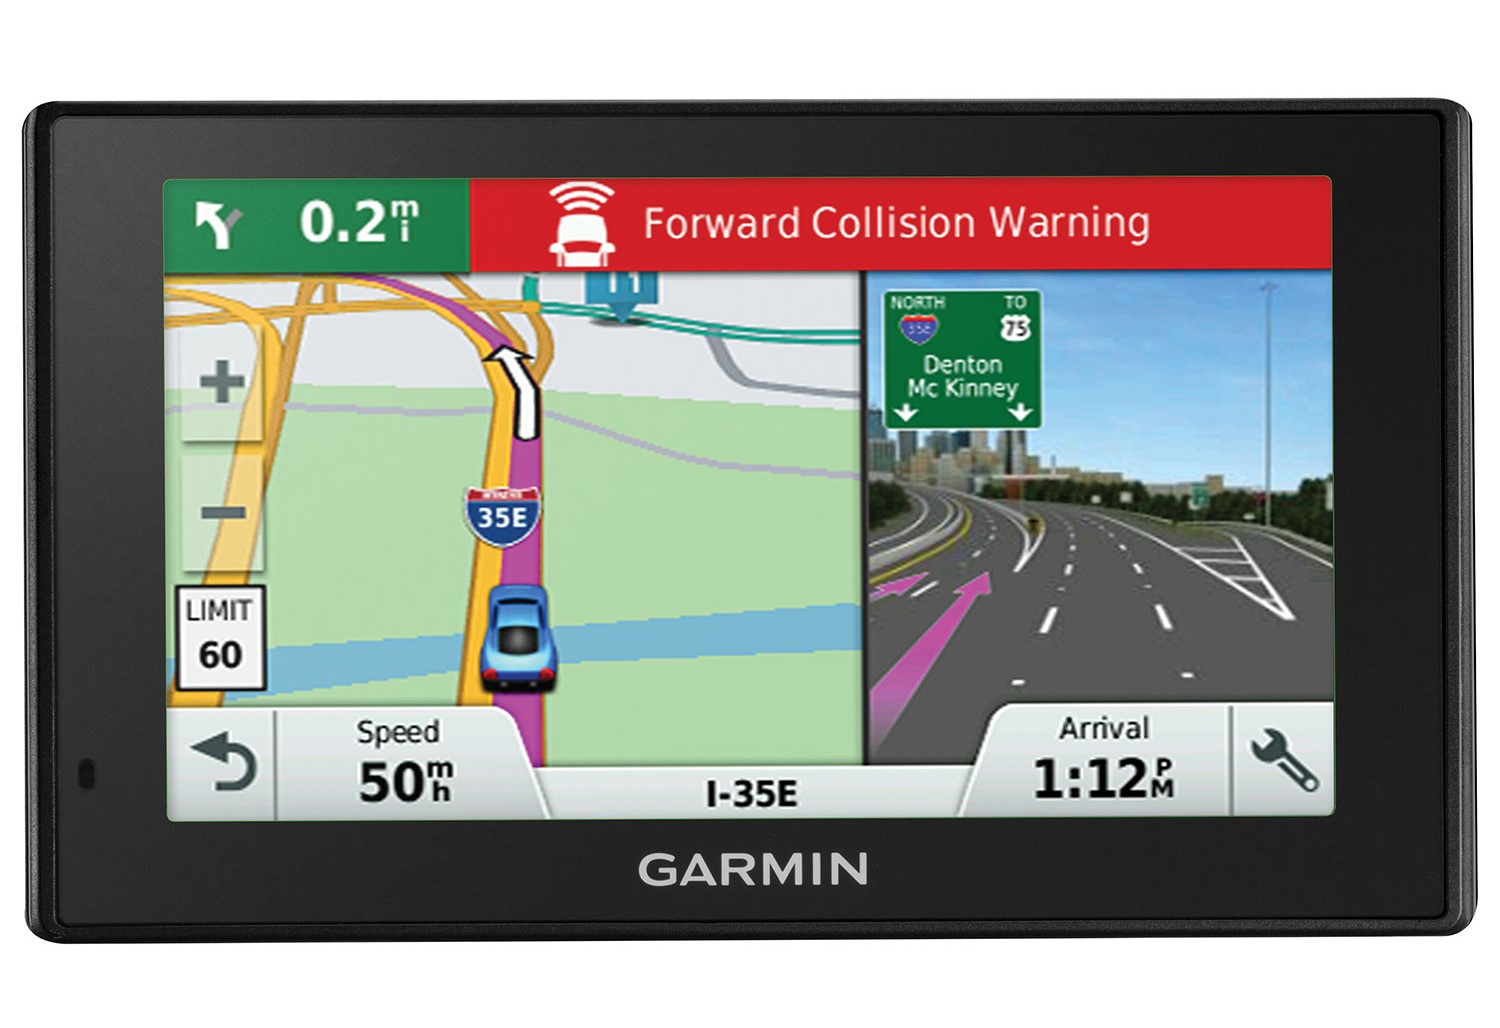 0.2 mi
Forward Collision Warning
NORTH TO
35E 75
Denton
Mc Kinney
35E
LIMIT
60
Speed
50 mh
I-35E
Arrival
1:12 PM
GARMIN